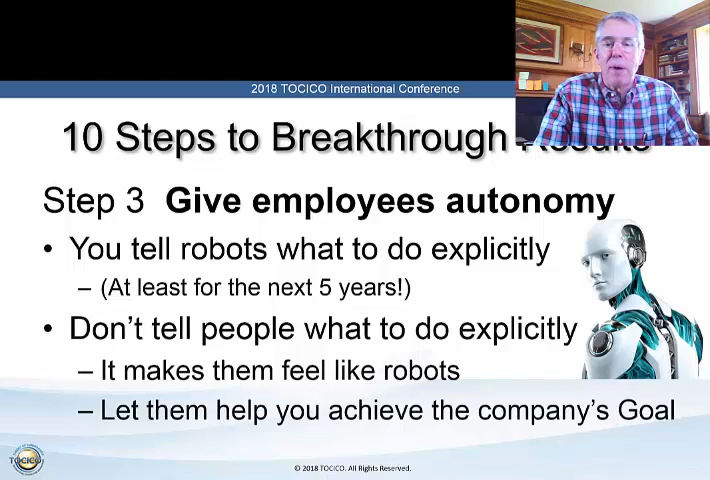 2018 TOCICO International Conference
10 Steps to Breakthrough Results
Step 3 Give employees autonomy
• You tell robots what to do explicitly
– (At least for the next 5 years!)
• Don't tell people what to do explicitly
– It makes them feel like robots
– Let them help you achieve the company's Goal
TOCICO
© 2018 TOCICO. All Rights Reserved.